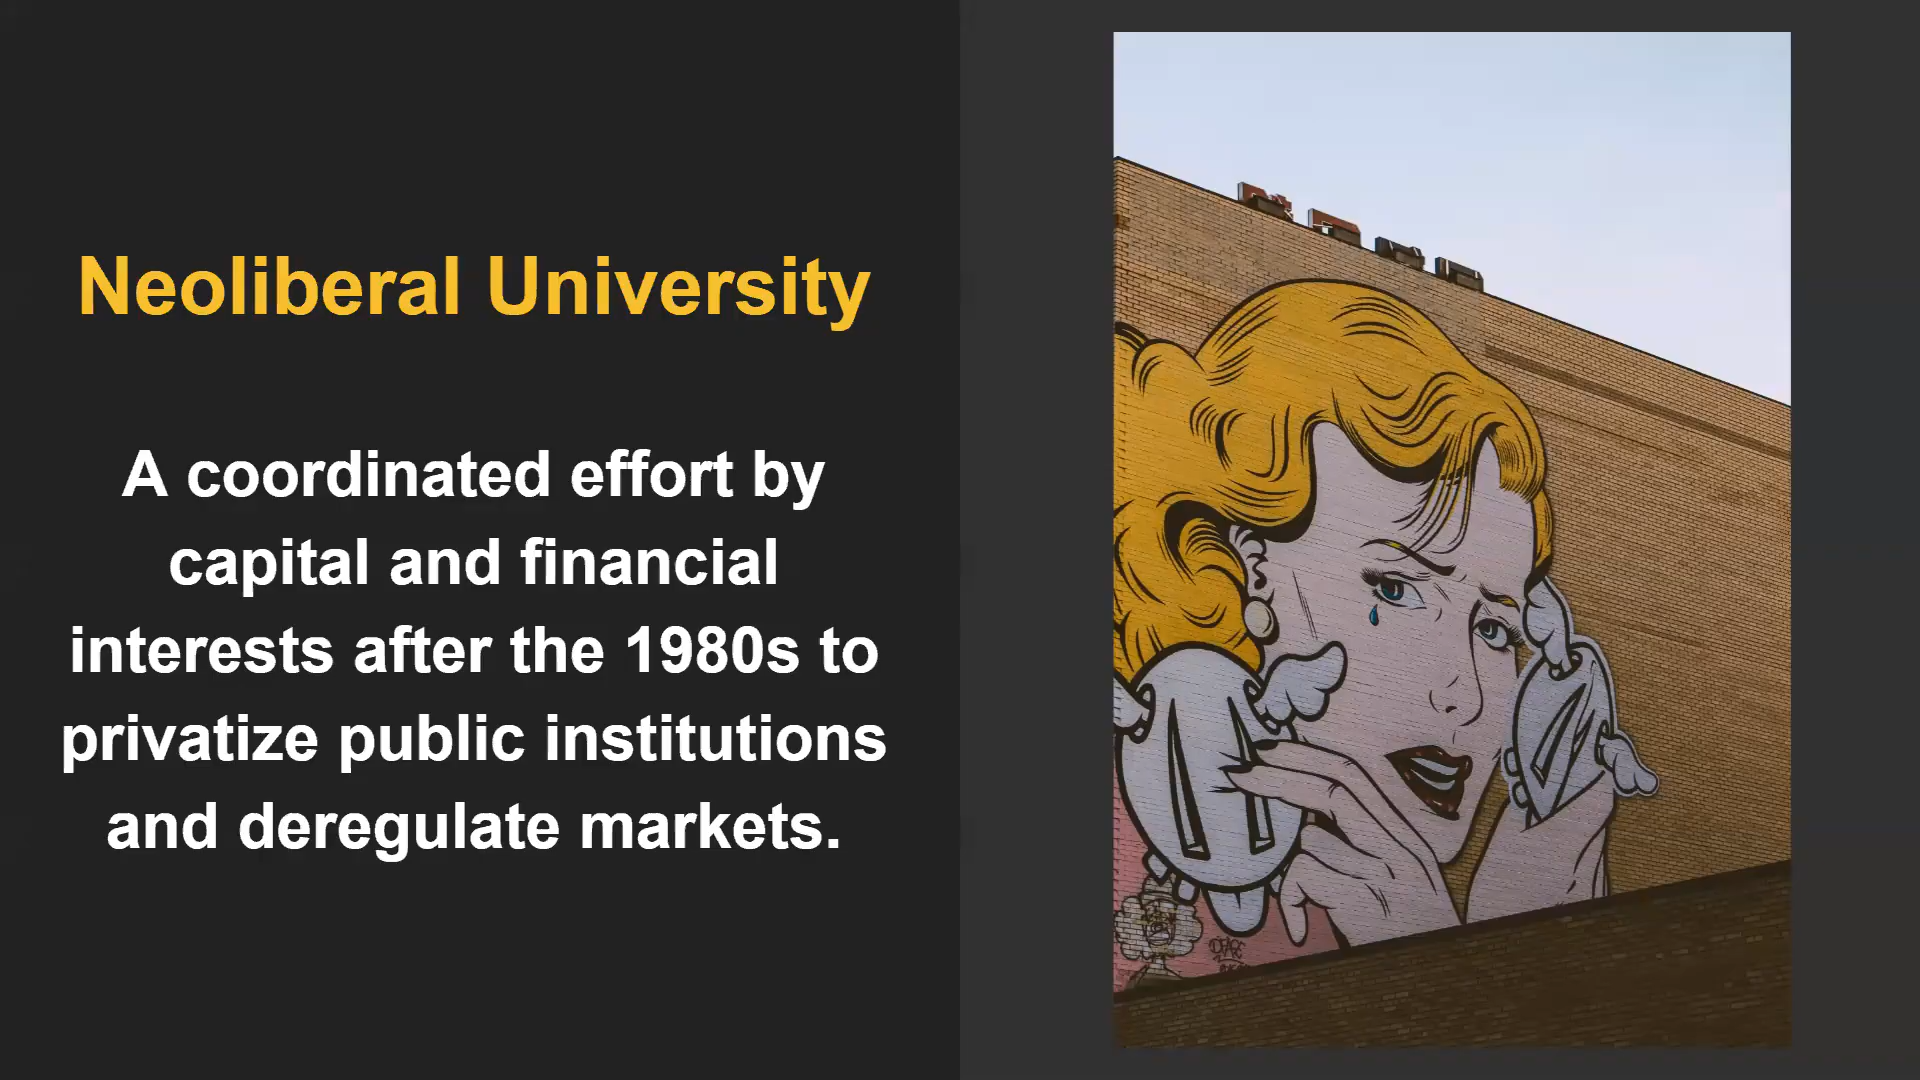 Neoliberal University
A coordinated effort by
capital and financial
interests after the 1980s to
privatize public institutions
and deregulate markets.